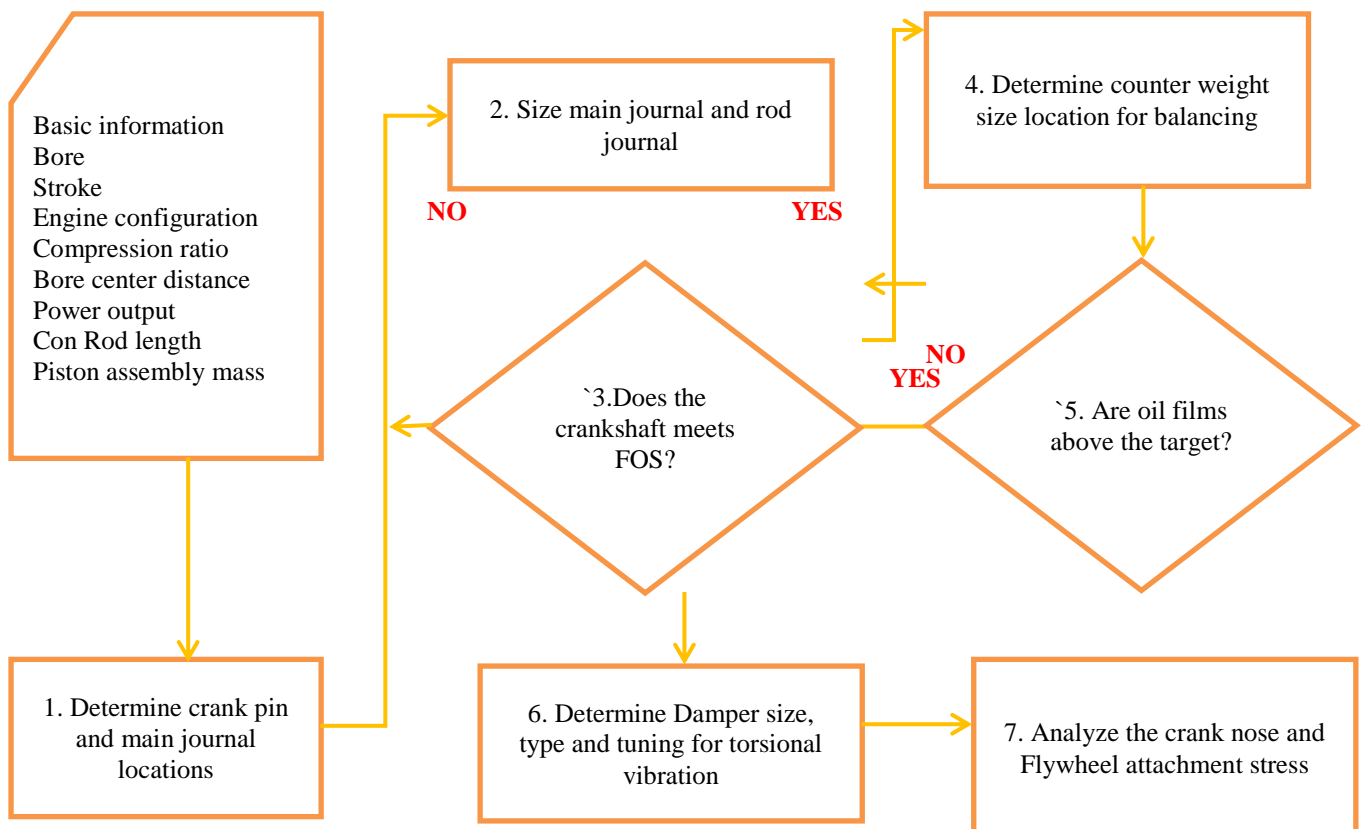 Basic information
Bore
Stroke
Engine configuration
Compression ratio
Bore center distance
Power output
Con Rod length
Piston assembly mass
1. Determine crank pin
and main journal
locations
2. Size main journal and rod
journal
NO
YES
`3.Does the
crankshaft meets
FOS?
4. Determine counter weight
size location for balancing
NO
YES
`5. Are oil films
above the target?
6. Determine Damper size,
type and tuning for torsional
vibration
7. Analyze the crank nose and
Flywheel attachment stress